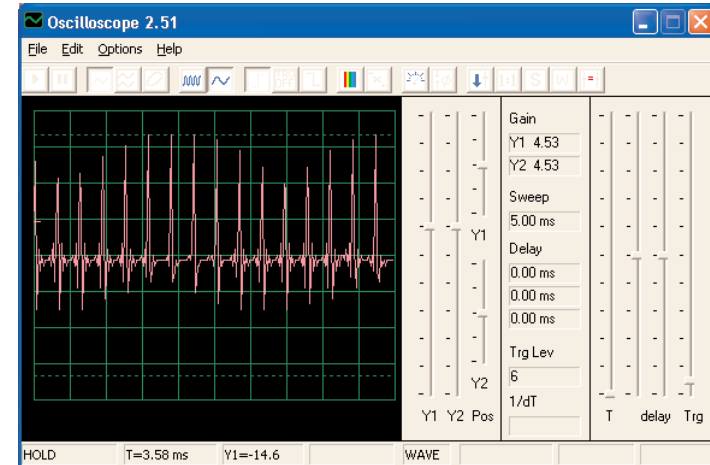 Oscilloscope 2.51
File Edit Options Help
1:1 S W
Gain
Y1 4.53
Y2 4.53
Sweep
5.00 ms
Y1
Delay
0.00 ms
0.00 ms
0.00 ms
Trg Lev
6
Y2
1/dT
Y1 Y2 Pos
T delay Trg
HOLD T=3.58 ms Y1=-14.6 WAVE